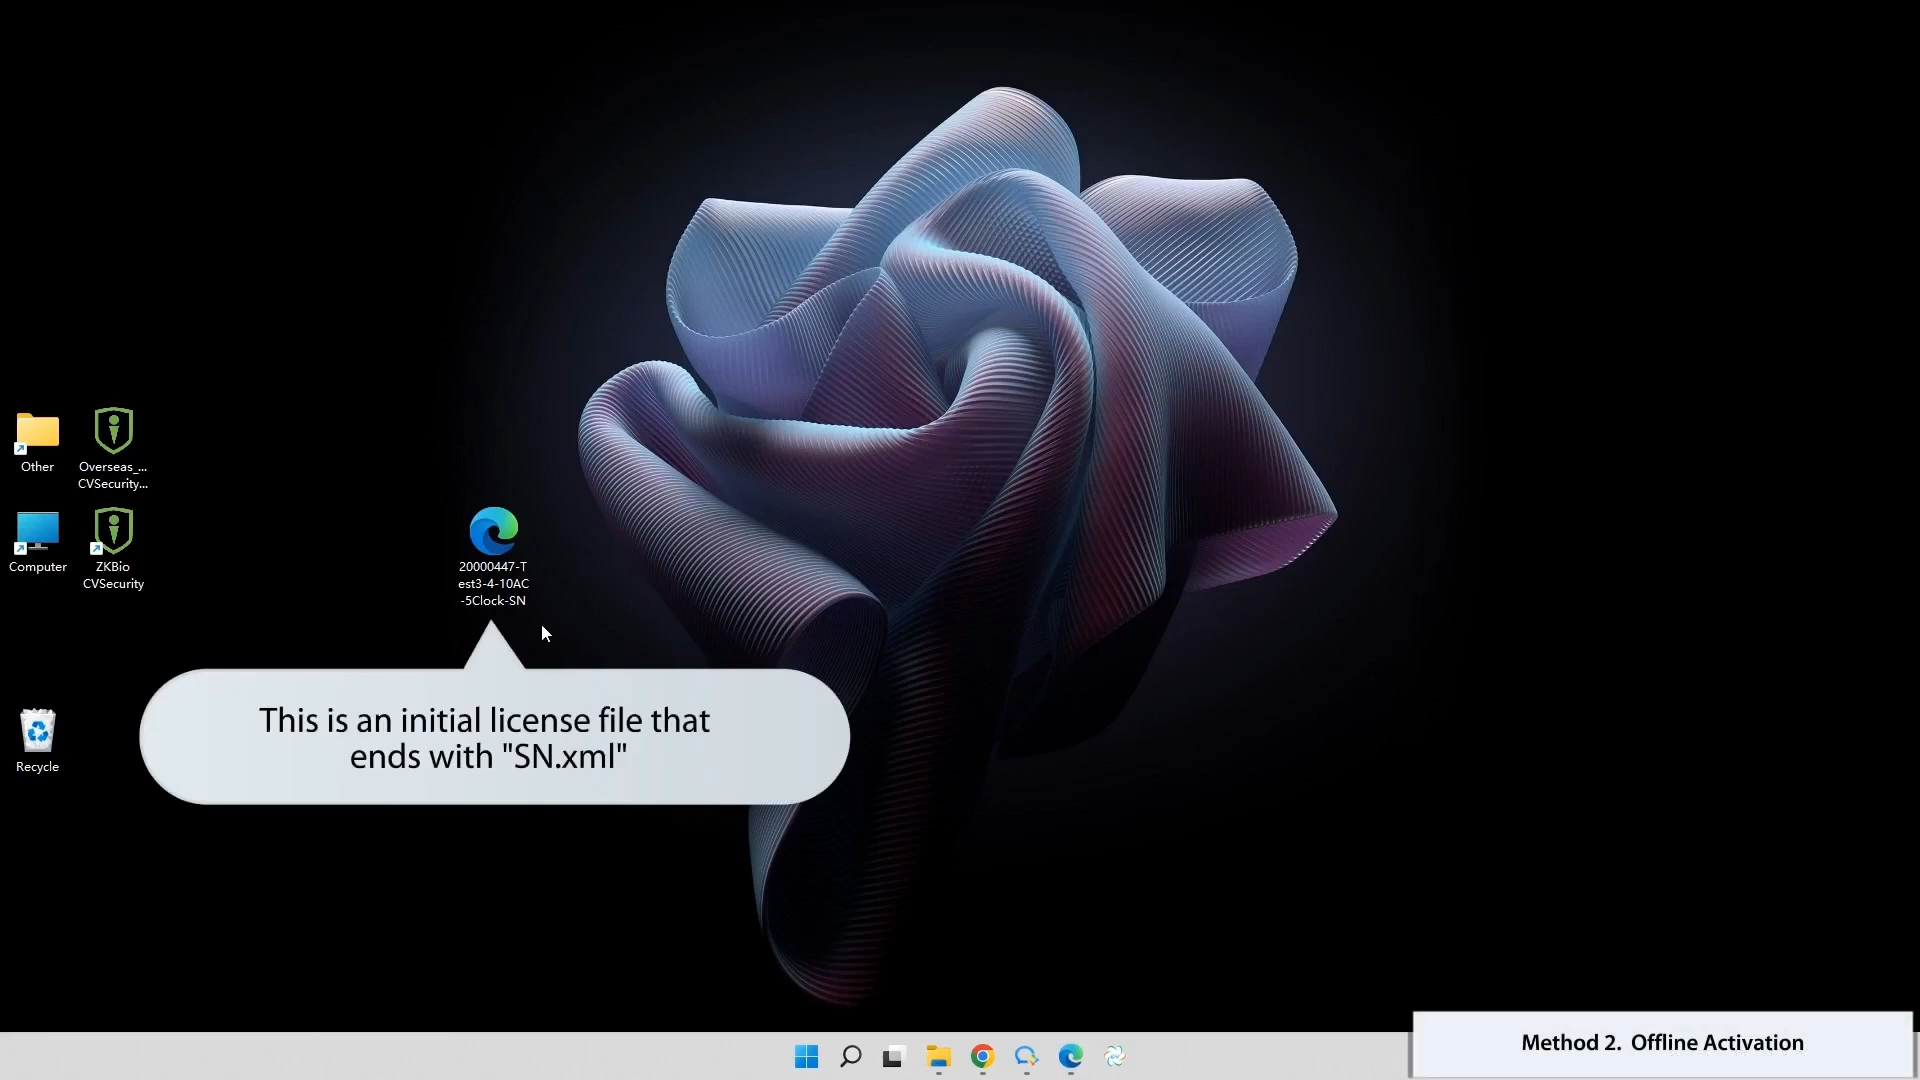 Other
Overseas_...
CVSecurity...
Computer
ZKBio
CVSecurity
20000447-T
est3-4-10AC
-5Clock-SN
This is an initial license file that
ends with "SN.xml"
Recycle
Method 2. Offline Activation